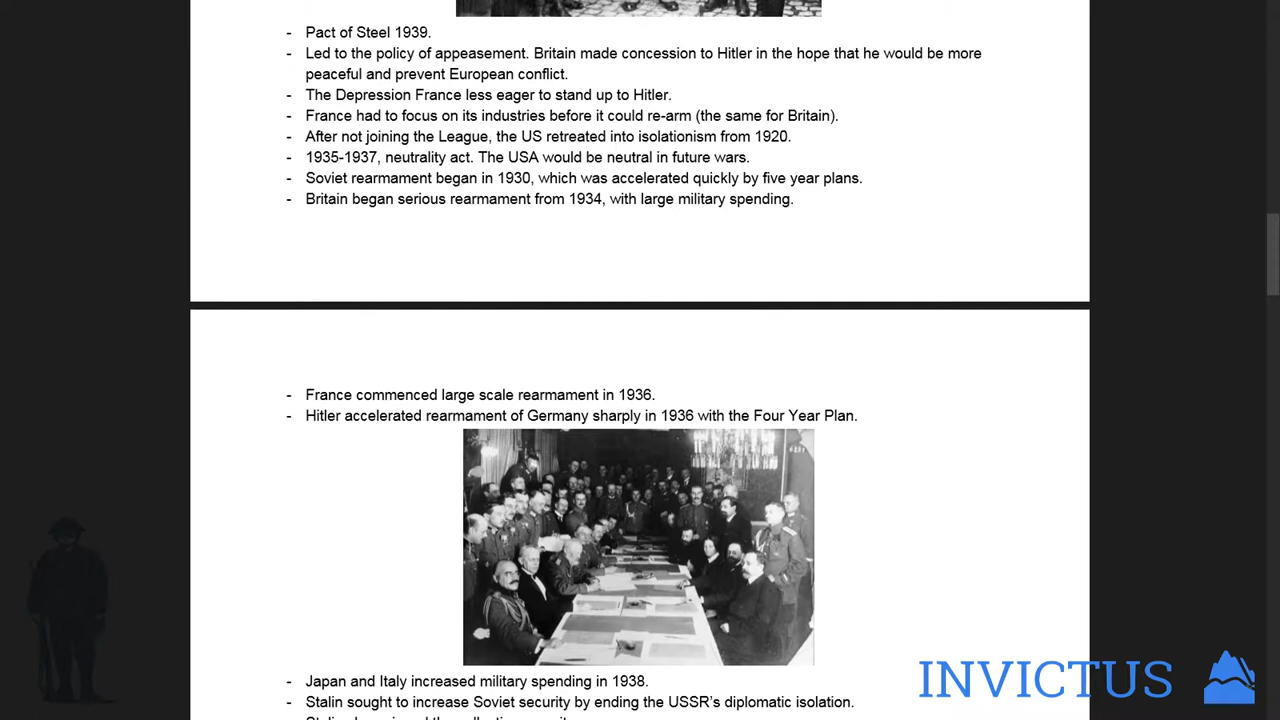 - Pact of Steel 1939.
- Led to the policy of appeasement. Britain made concession to Hitler in the hope that he would be more
peaceful and prevent European conflict.
- The Depression France less eager to stand up to Hitler.
- France had to focus on its industries before it could re-arm (the same for Britain).
- After not joining the League, the US retreated into isolationism from 1920.
- 1935-1937, neutrality act. The USA would be neutral in future wars.
- Soviet rearmament began in 1930, which was accelerated quickly by five year plans.
- Britain began serious rearmament from 1934, with large military spending.
- France commenced large scale rearmament in 1936.
- Hitler accelerated rearmament of Germany sharply in 1936 with the Four Year Plan.
- Japan and Italy increased military spending in 1938.
- Stalin sought to increase Soviet security by ending the USSR's diplomatic isolation.
INVICTUS